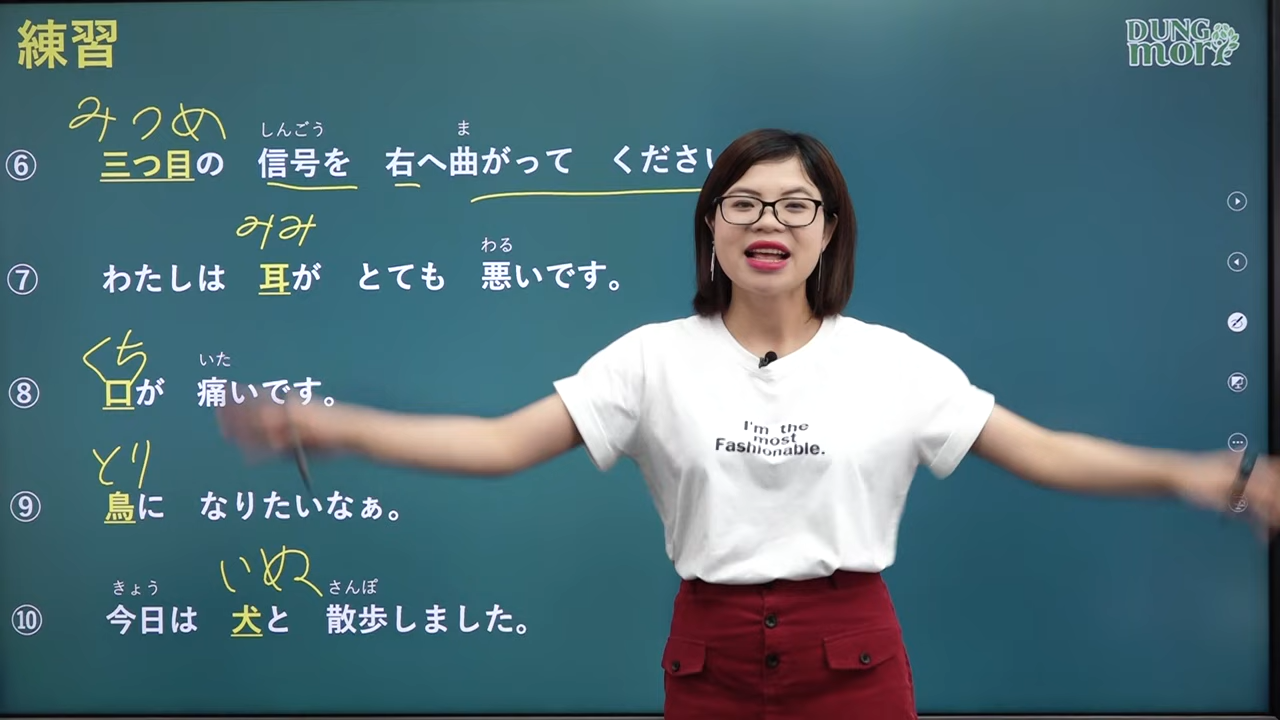 練習
DUNG
mori
みつめ
しんごう ま
⑥ 三つ目の 信号を 右へ曲がって くださ
みみ
わる
⑦ わたしは 耳が とても 悪いです。
くち
いた
⑧ 口が 痛いです。
とり
⑨ 鳥に なりたいなぁ。
いぬ
きょう さんぽ
⑩ 今日は 犬と 散歩しました。
I'm the
most
Fashionable.